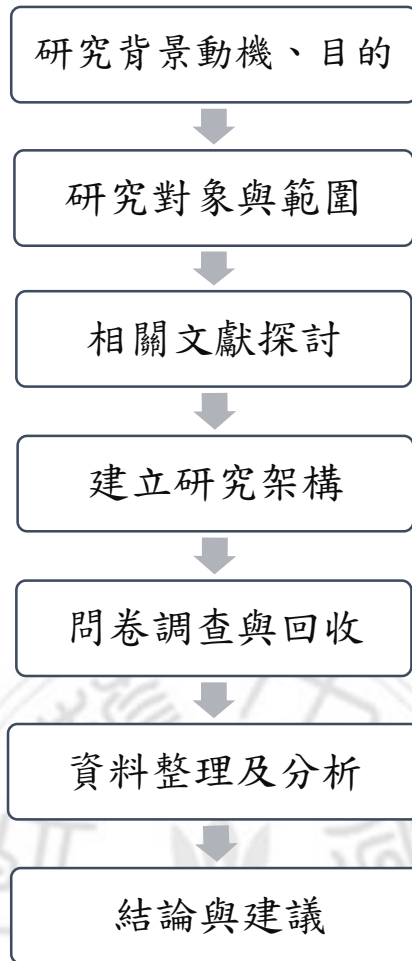 研究背景動機、目的
研究對象與範圍
相關文獻探討
建立研究架構
問卷調查與回收
資料整理及分析
結論與建議